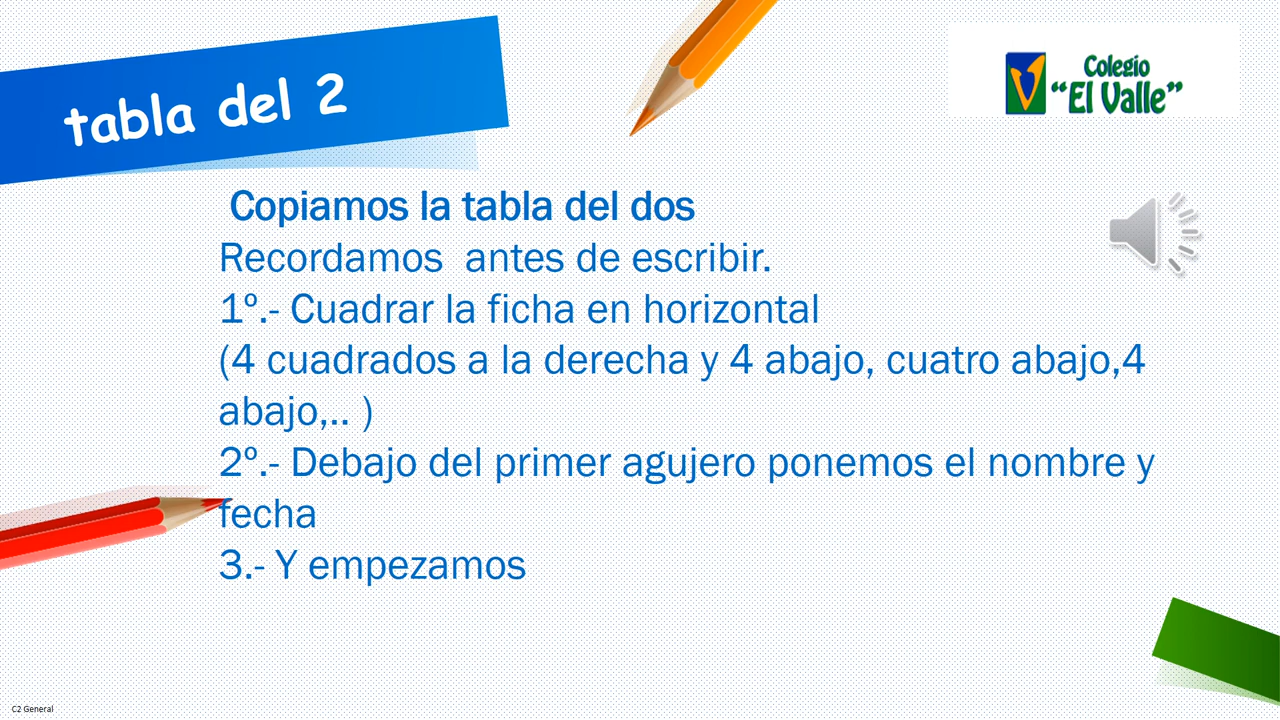 tabla del 2
Colegio
“El Valle”
Copiamos la tabla del dos
Recordamos  antes de escribir.
1º.- Cuadrar la ficha en horizontal
(4 cuadrados a la derecha y 4 abajo, cuatro abajo,4
abajo,.. )
2º.- Debajo del primer agujero ponemos el nombre y
fecha
3.- Y empezamos
C2 General